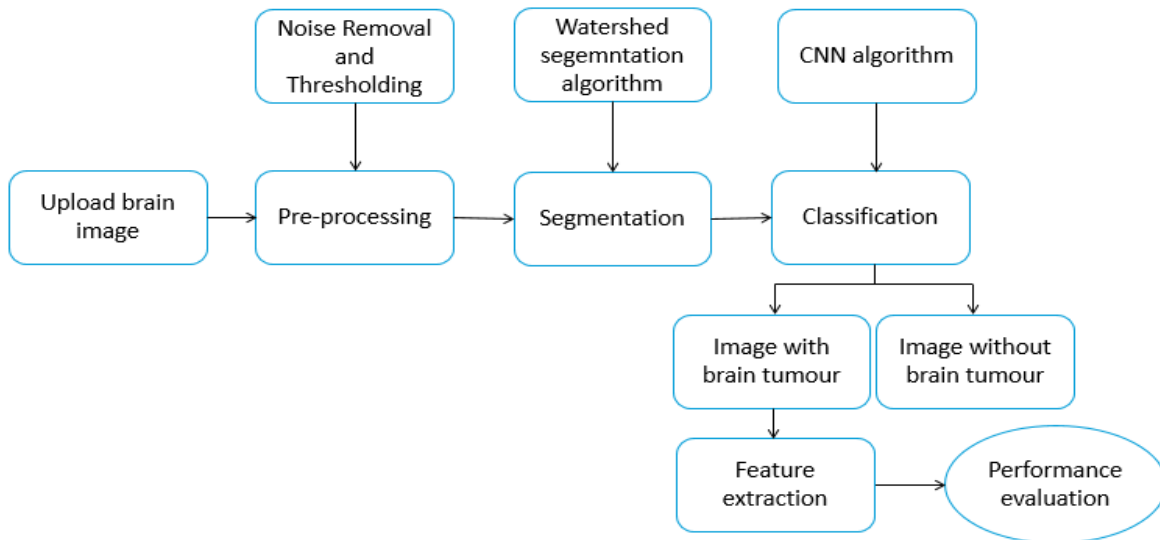 Noise Removal
and
Thresholding
Watershed
segemntation
algorithm
CNN algorithm
Upload brain
image
Pre-processing
Segmentation
Classification
Image with
brain tumour
Image without
brain tumour
Feature
extraction
Performance
evaluation